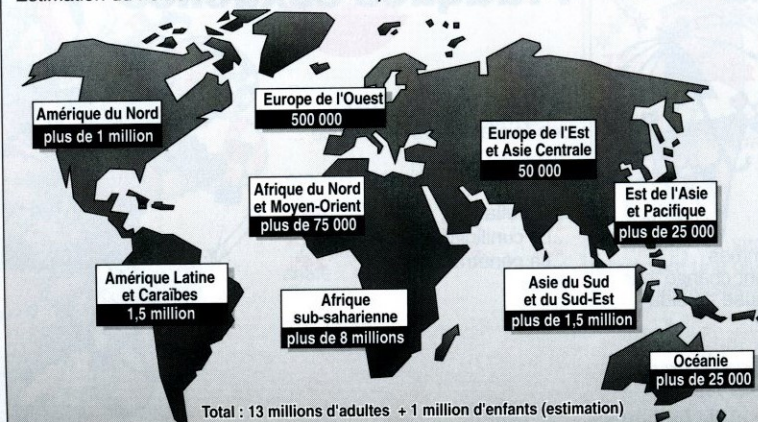 Amérique du Nord
plus de 1 million
Europe de l'Ouest
500 000
Europe de l'Est
et Asie Centrale
50 000
Afrique du Nord
et Moyen-Orient
plus de 75 000
Est de l'Asie
et Pacifique
plus de 25 000
Amérique Latine
et Caraïbes
1,5 million
Afrique
sub-saharienne
plus de 8 millions
Asie du Sud
et du Sud-Est
plus de 1,5 million
Océanie
plus de 25 000
Total : 13 millions d'adultes + 1 million d'enfants (estimation)